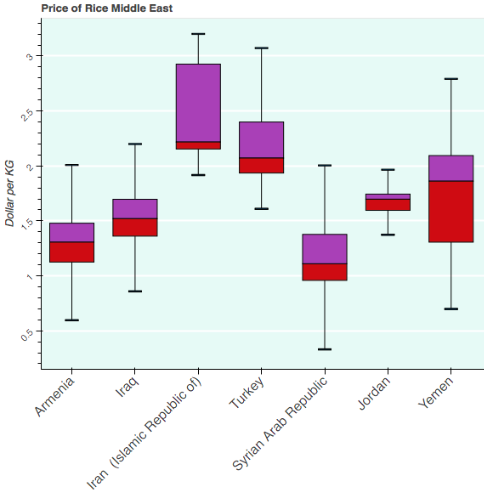 Price of Rice Middle East
3
2.5
2
1.5
1
0.5
Dollar per KG
Armenia
Iraq
Iran  (Islamic Republic of)
Turkey
Syrian Arab Republic
Jordan
Yemen